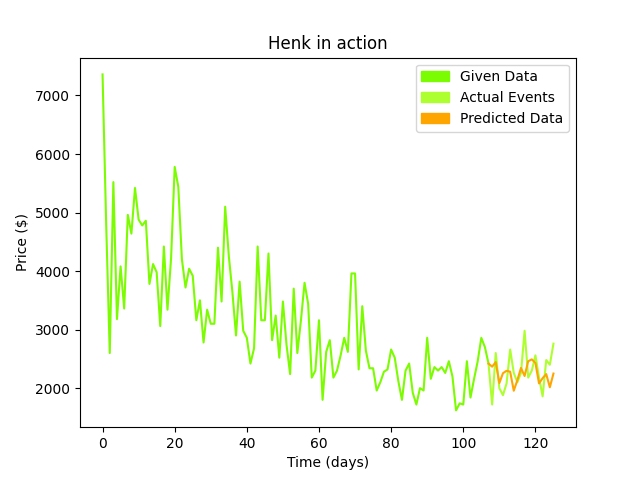 Henk in action
Given Data
Actual Events
Predicted Data
Price ($)
7000
6000
5000
4000
3000
2000
0 20 40 60 80 100 120
Time (days)